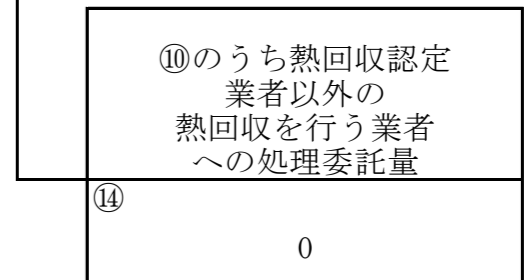 ⑩のうち熱回収認定
業者以外の
熱回収を行う業者
への処理委託量
⑭
0